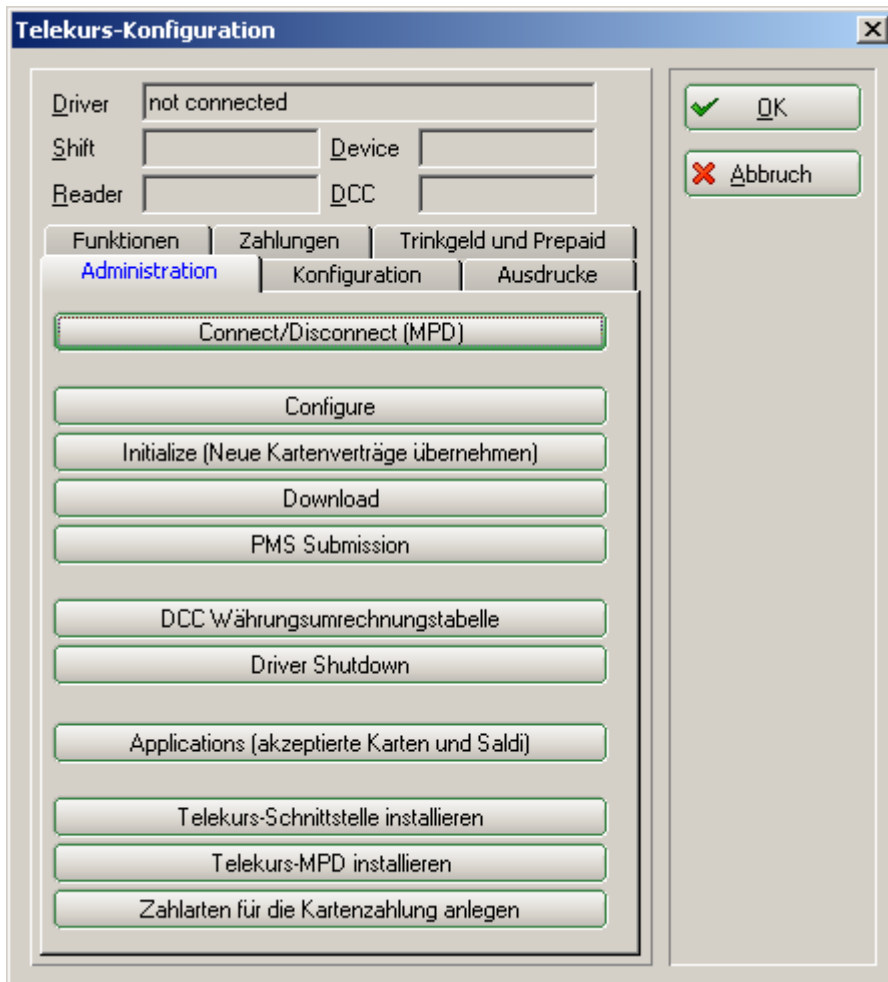 Telekurs-Konfiguration
Driver not connected
OK
Shift Device
Abbruch
Reader DCC
Funktionen Zahlungen Trinkgeld und Prepaid
Administration Konfiguration Ausdrucke
Connect/Disconnect (MPD)
Configure
Initialize (Neue Kartenverträge übernehmen)
Download
PMS Submission
DCC Währungsumrechnungstabelle
Driver Shutdown
Applications (akzeptierte Karten und Saldi)
Telekurs-Schnittstelle installieren
Telekurs-MPD installieren
Zahlarten für die Kartenzahlung anlegen